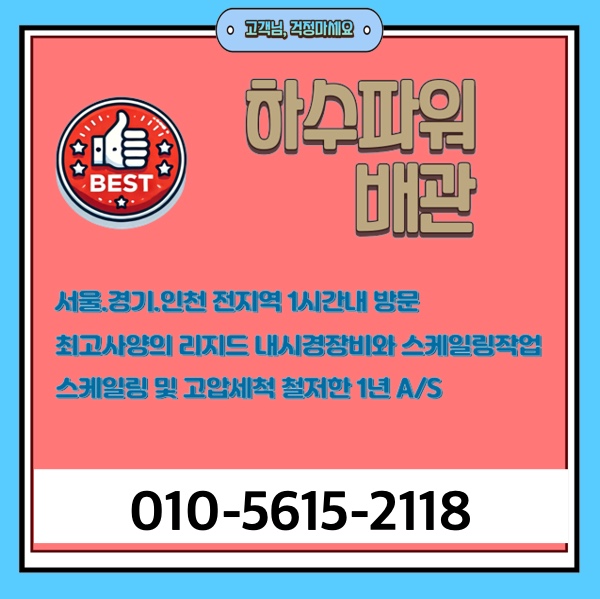 고객님, 걱정마세요
하수파워
배관
BEST
서울.경기.인천 전지역 1시간내 방문
최고사양의 리지드 내시경장비와 스케일링작업
스케일링 및 고압세척 철저한 1년 A/S
010-5615-2118